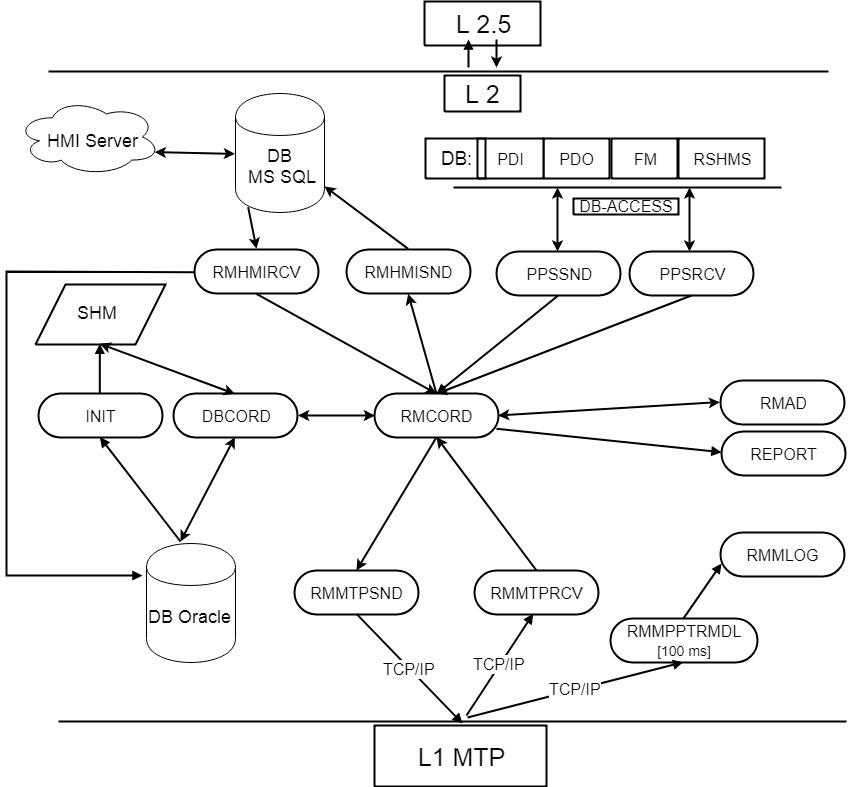 L 2.5
L 2
HMI Server
DB
MS SQL
DB:
PDI
PDO
FM
RSHMS
DB-ACCESS
RMHMIRCV
RMHMISND
PPSSND
PPSRCV
SHM
INIT
DBCORD
RMCORD
RMAD
REPORT
RMMLOG
DB Oracle
RMMTPSND
RMMTPRCV
RMMPPTRMDL
[100 ms]
TCP/IP
TCP/IP
TCP/IP
L1 MTP